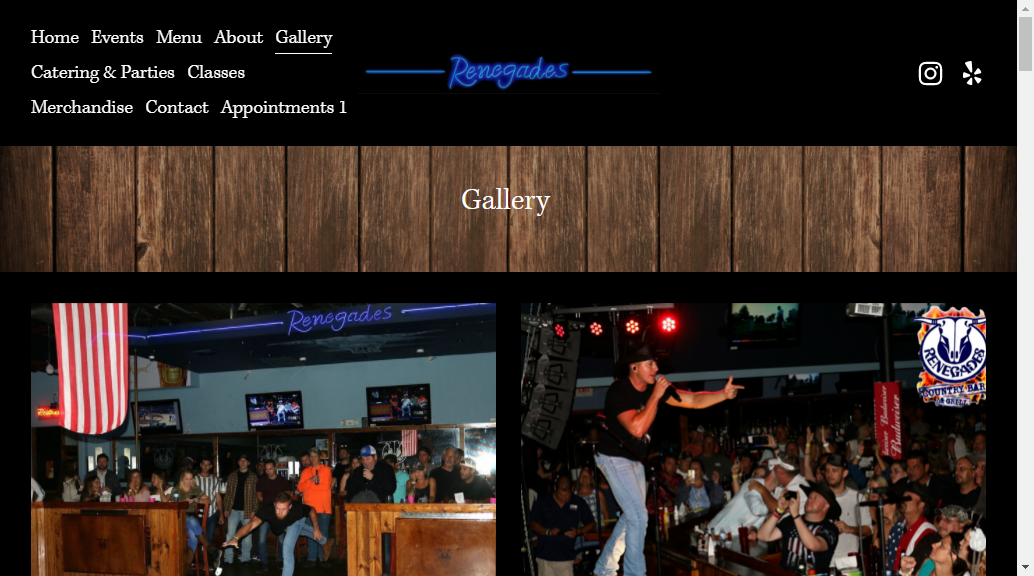 Home Events Menu About Gallery
Catering & Parties Classes
Merchandise Contact Appointments 1
Renegades
Gallery
Renegades
RENEGADES
COUNTRY BAR
& GRILL
Budweiser